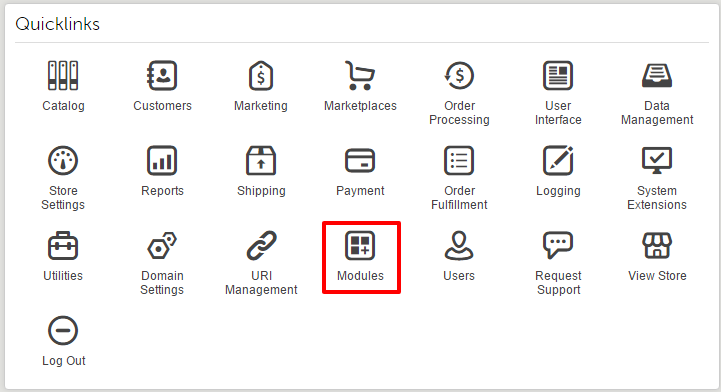 Quicklinks
Catalog
Customers
Marketing
Marketplaces
Order
Processing
User
Interface
Data
Management
Store
Settings
Reports
Shipping
Payment
Order
Fulfillment
Logging
System
Extensions
Utilities
Domain
Settings
URI
Management
Modules
Users
Request
Support
View Store
Log Out